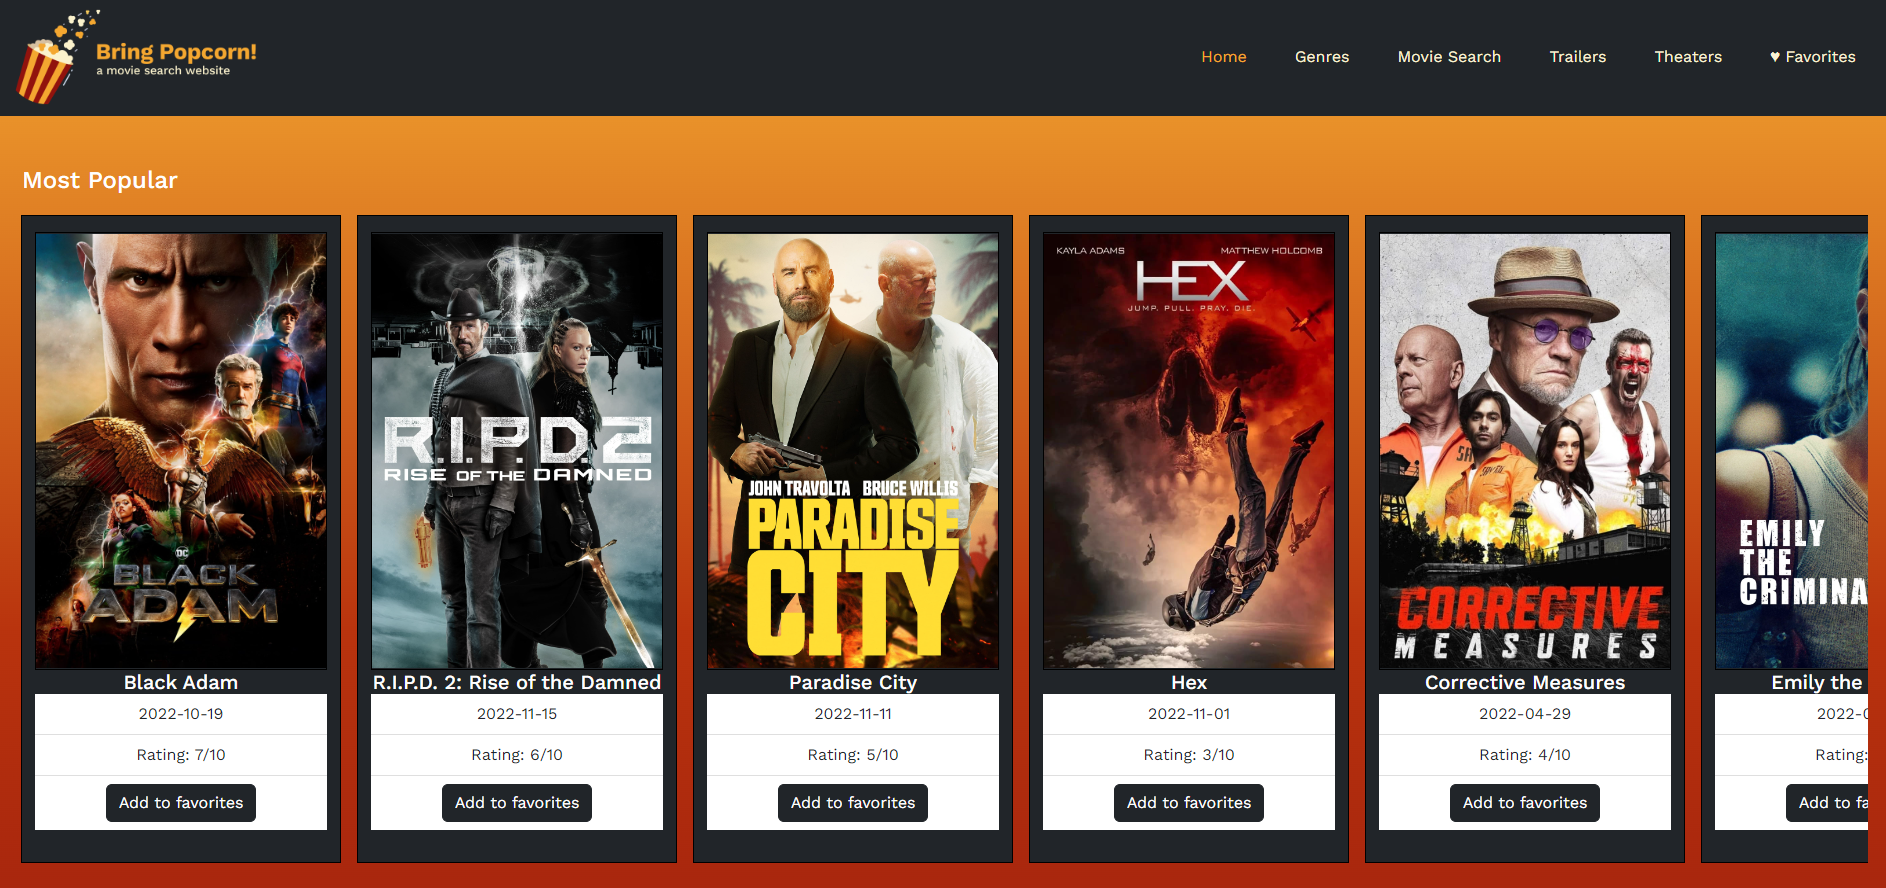 Bring Popcorn!
a movie search website
Home
Genres
Movie Search
Trailers
Theaters
♥ Favorites
Most Popular
DC
BLACK
ADAM
Black Adam
2022-10-19
Rating: 7/10
Add to favorites
R.I.P.D.2
RISE OF THE DAMNED
R.I.P.D. 2: Rise of the Damned
2022-11-15
Rating: 6/10
Add to favorites
JOHN TRAVOLTA BRUCE WILLIS
PARADISE
CITY
Paradise City
2022-11-11
Rating: 5/10
Add to favorites
KAYLA ADAMS MATTHEW HOLCOMB
HEX
JUMP. PULL. PRAY. DIE.
Hex
2022-11-01
Rating: 3/10
Add to favorites
CORRECTIVE
MEASURES
Corrective Measures
2022-04-29
Rating: 4/10
Add to favorites
EMILY
THE
CRIMINA
Emily the
2022-0
Rating:
Add to fa